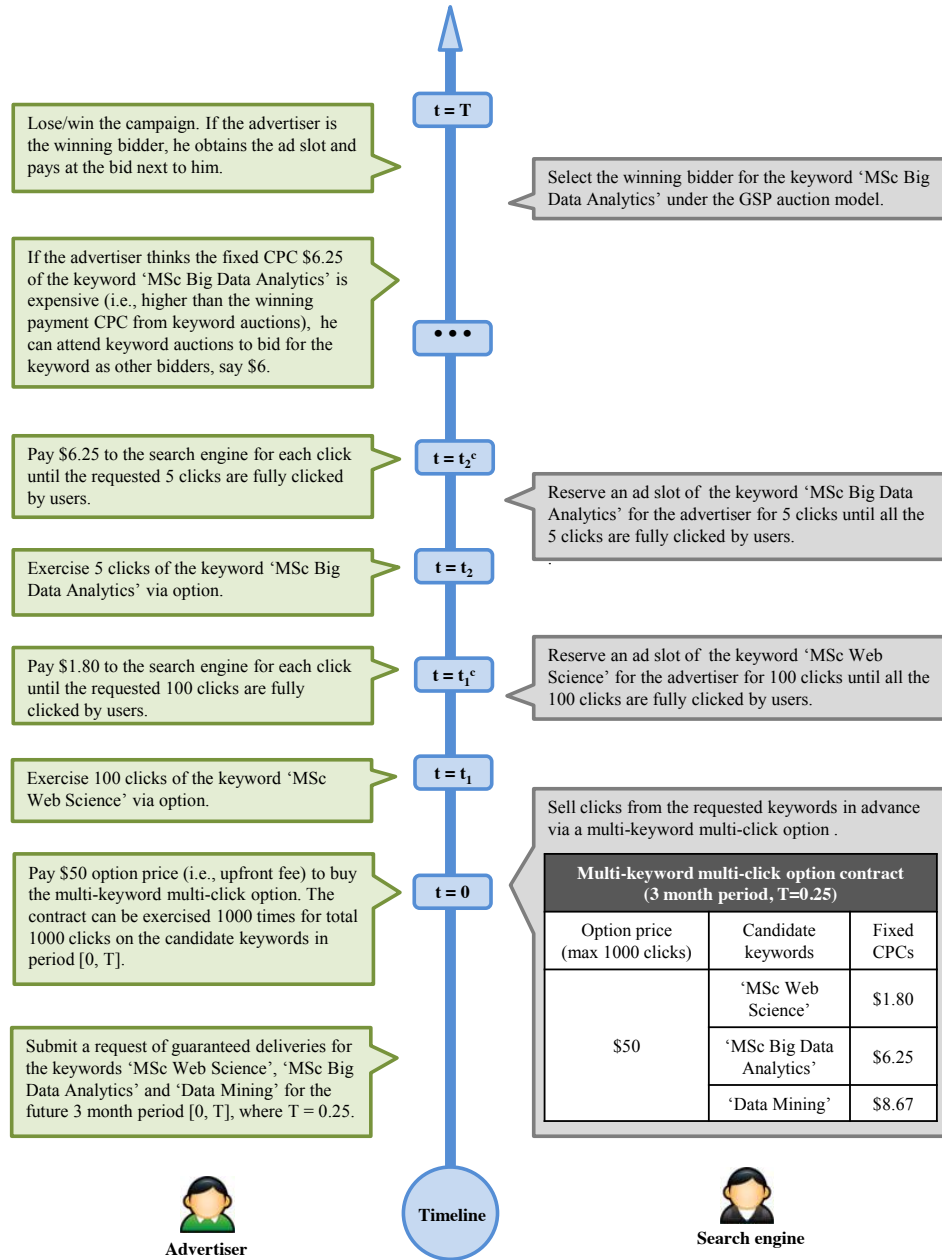 t = T
Lose/win the campaign. If the advertiser is
the winning bidder, he obtains the ad slot and
pays at the bid next to him.
Select the winning bidder for the keyword ‘MSc Big
Data Analytics’ under the GSP auction model.
If the advertiser thinks the fixed CPC $6.25
of the keyword ‘MSc Big Data Analytics’ is
expensive (i.e., higher than the winning
payment CPC from keyword auctions), he
can attend keyword auctions to bid for the
keyword as other bidders, say $6.
• • •
Pay $6.25 to the search engine for each click
until the requested 5 clicks are fully clicked
by users.
t = t₂ᶜ
Reserve an ad slot of the keyword ‘MSc Big Data
Analytics’ for the advertiser for 5 clicks until all the
5 clicks are fully clicked by users.
.
Exercise 5 clicks of the keyword ‘MSc Big
Data Analytics’ via option.
t = t₂
Pay $1.80 to the search engine for each click
until the requested 100 clicks are fully
clicked by users.
t = t₁ᶜ
Reserve an ad slot of the keyword ‘MSc Web
Science’ for the advertiser for 100 clicks until all the
100 clicks are fully clicked by users.
Exercise 100 clicks of the keyword ‘MSc
Web Science’ via option.
t = t₁
Sell clicks from the requested keywords in advance
via a multi-keyword multi-click option .
Pay $50 option price (i.e., upfront fee) to buy
the multi-keyword multi-click option. The
contract can be exercised 1000 times for total
1000 clicks on the candidate keywords in
period [0, T].
t = 0
Multi-keyword multi-click option contract
(3 month period, T=0.25)
Option price
(max 1000 clicks)
Candidate
keywords
Fixed
CPCs
$50
‘MSc Web
Science’
$1.80
‘MSc Big Data
Analytics’
$6.25
‘Data Mining’
$8.67
Submit a request of guaranteed deliveries for
the keywords ‘MSc Web Science’, ‘MSc Big
Data Analytics’ and ‘Data Mining’ for the
future 3 month period [0, T], where T = 0.25.
Advertiser
Timeline
Search engine